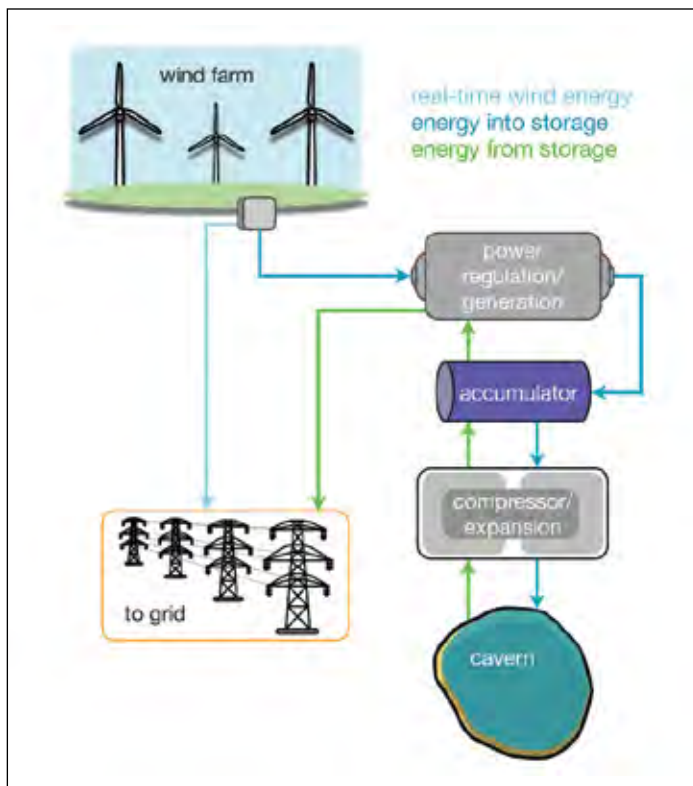 wind farm
real-time wind energy
energy into storage
energy from storage
power
regulation/
generation
accumulator
compressor/
expansion
to grid
cavern